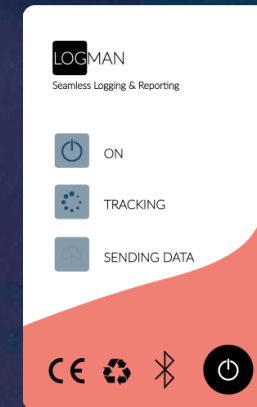 LOGMAN
Seamless Logging & Reporting
ON
TRACKING
SENDING DATA
CE